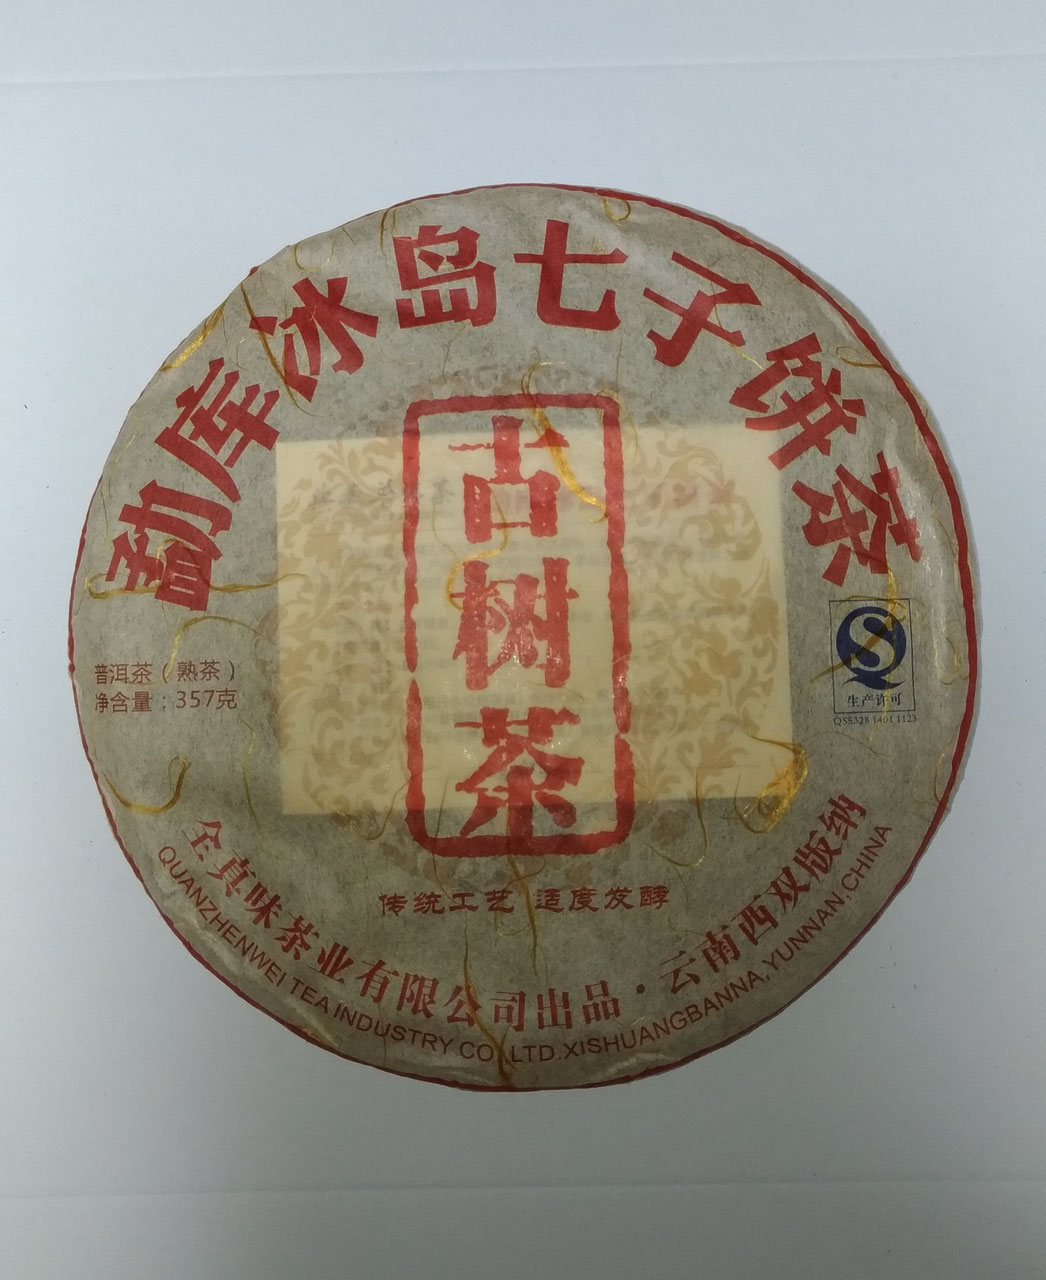 勐库冰岛七子饼茶
古树茶
普洱茶（熟茶）
净含量：357克
生产许可
QS5328 1401 1123
传统工艺 适度发酵
全真味茶业有限公司出品·云南西双版纳
QUANZHENWEI TEA INDUSTRY CO.,LTD.XISHUANGBANNA,YUNNAN,CHINA